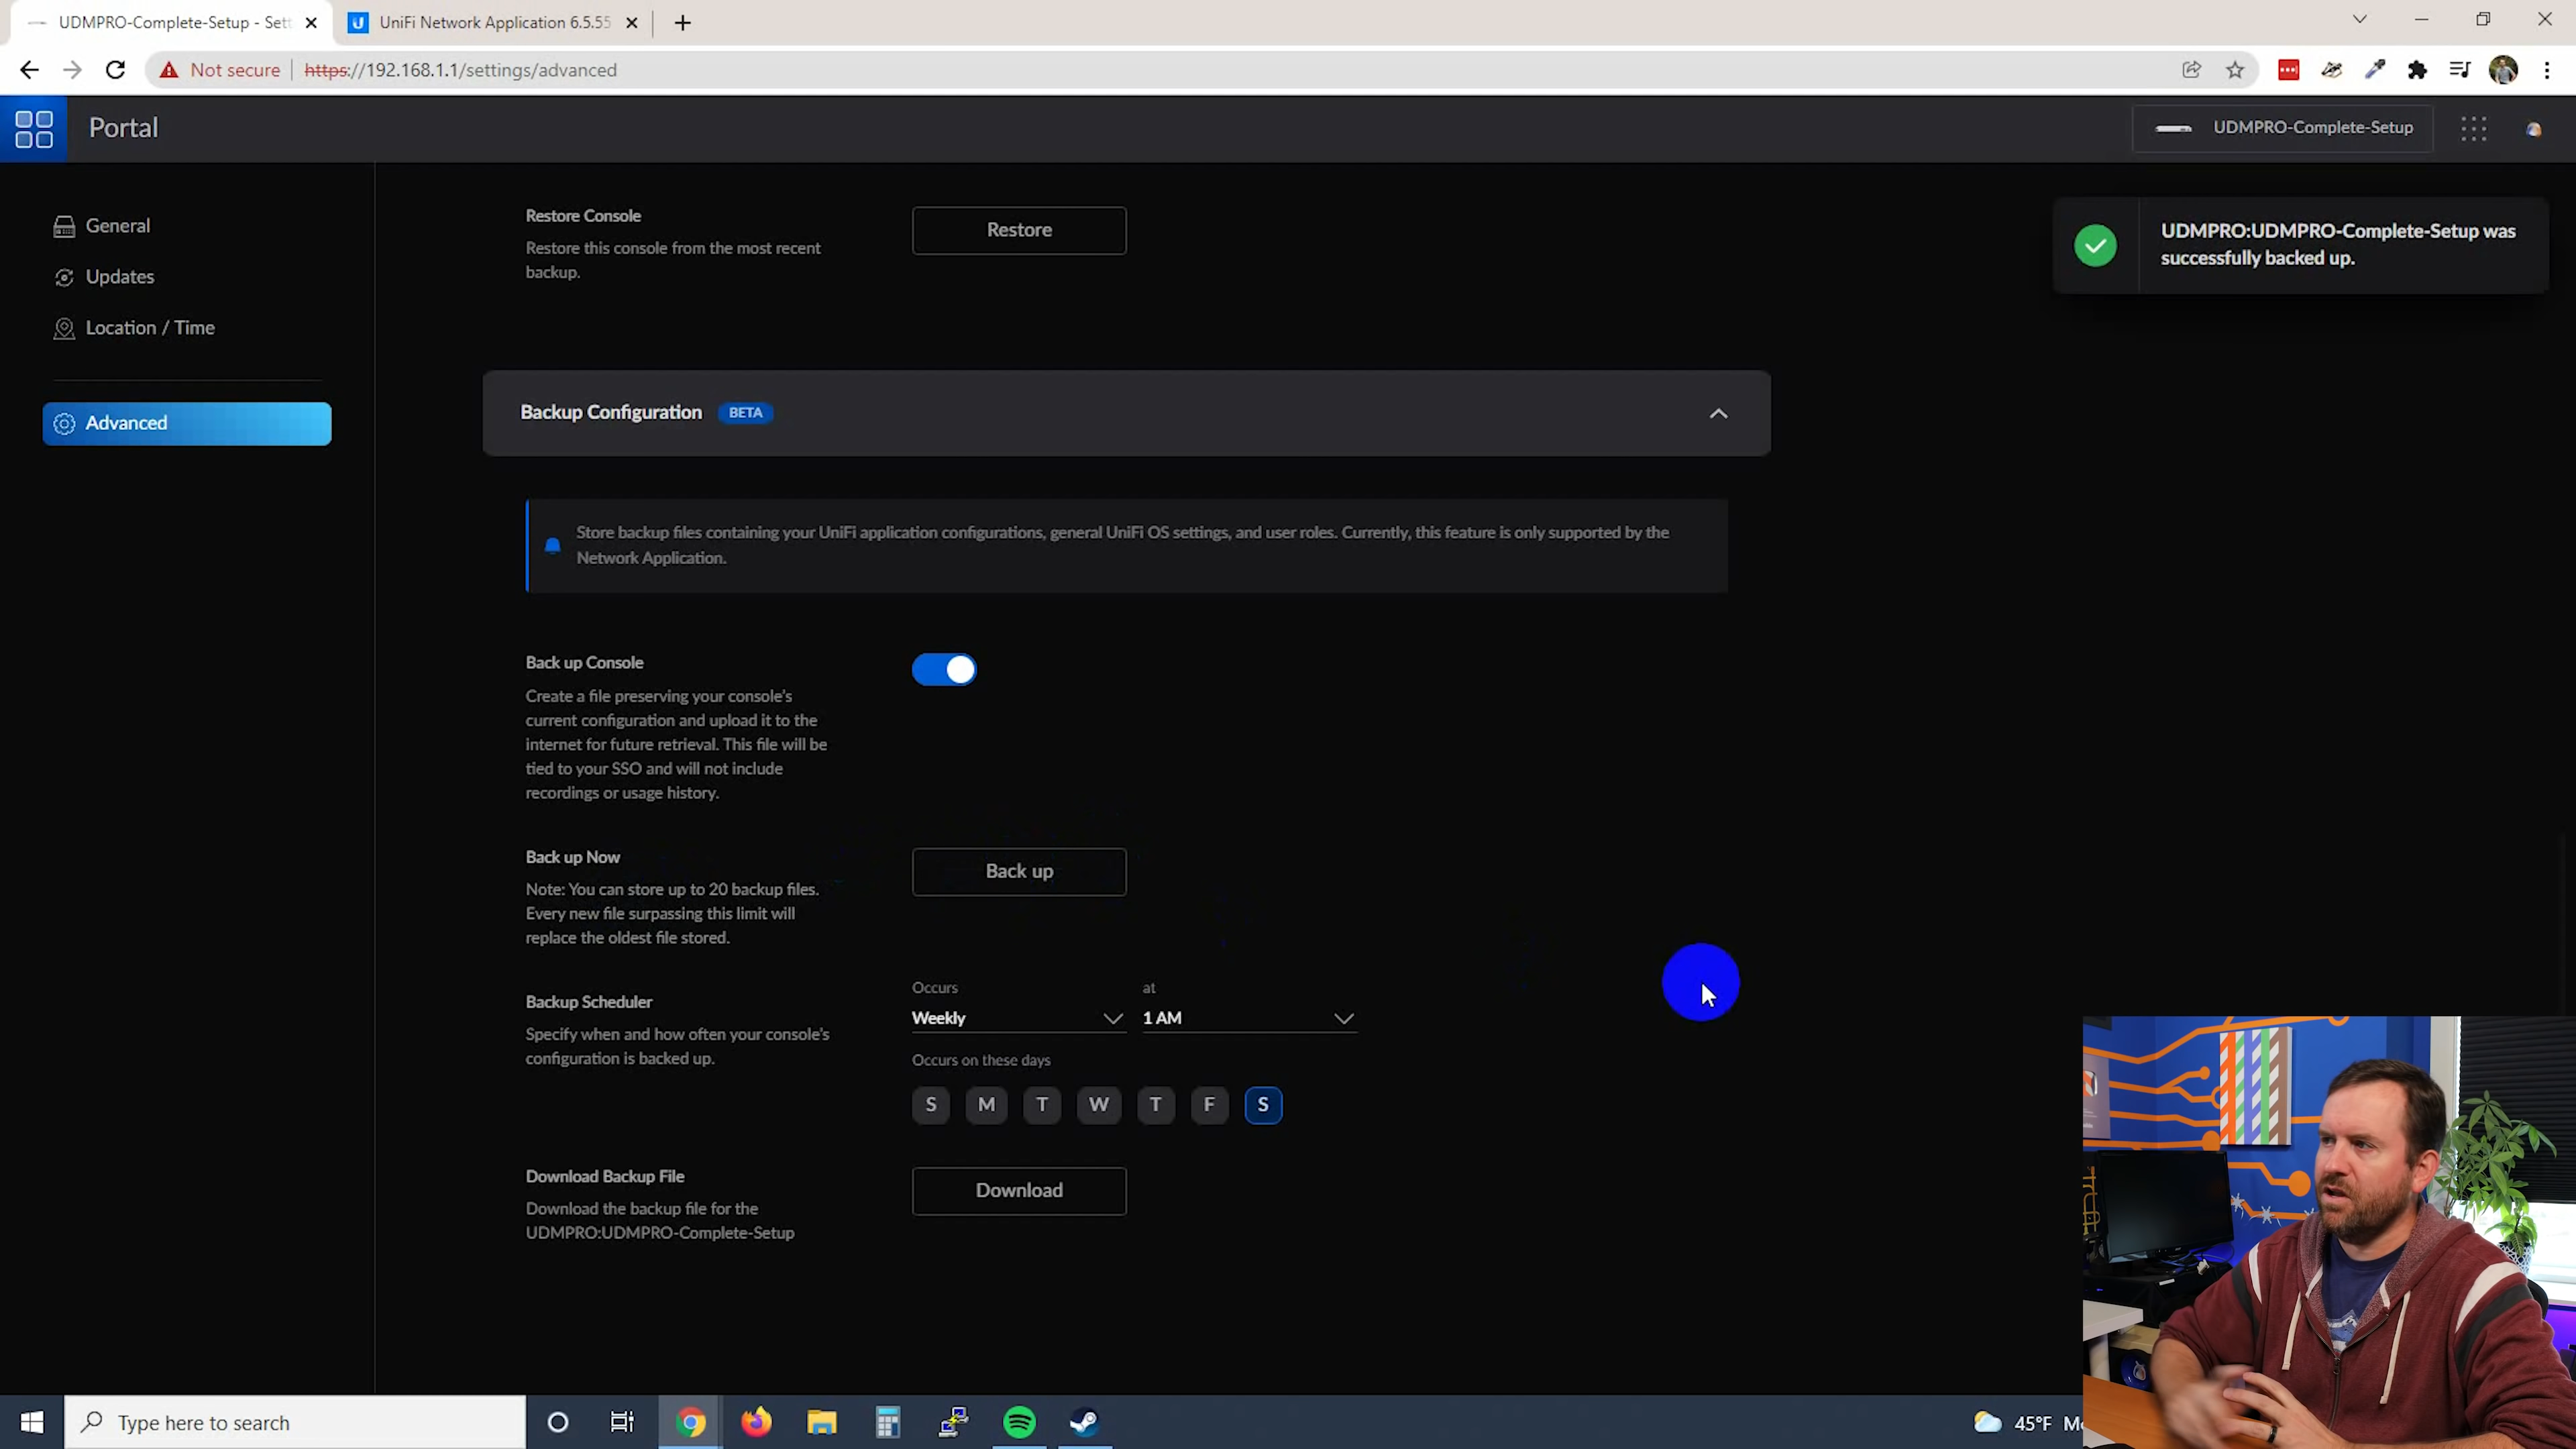 UDMPRO-Complete-Setup - Sett
UniFi Network Application 6.5.55
Not secure
https://192.168.1.1/settings/advanced
Portal
UDMPRO-Complete-Setup
General
Updates
Location / Time
Advanced
Restore Console
Restore this console from the most recent
backup.
Restore
UDMPRO:UDMPRO-Complete-Setup was
successfully backed up.
Backup Configuration BETA
Store backup files containing your UniFi application configurations, general UniFi OS settings, and user roles. Currently, this feature is only supported by the
Network Application.
Back up Console
Create a file preserving your console's
current configuration and upload it to the
internet for future retrieval. This file will be
tied to your SSO and will not include
recordings or usage history.
Back up Now
Note: You can store up to 20 backup files.
Every new file surpassing this limit will
replace the oldest file stored.
Back up
Backup Scheduler
Specify when and how often your console's
configuration is backed up.
Occurs at
Weekly 1 AM
Occurs on these days
S M T W T F S
Download Backup File
Download the backup file for the
UDMPRO:UDMPRO-Complete-Setup
Download
Type here to search
45°F